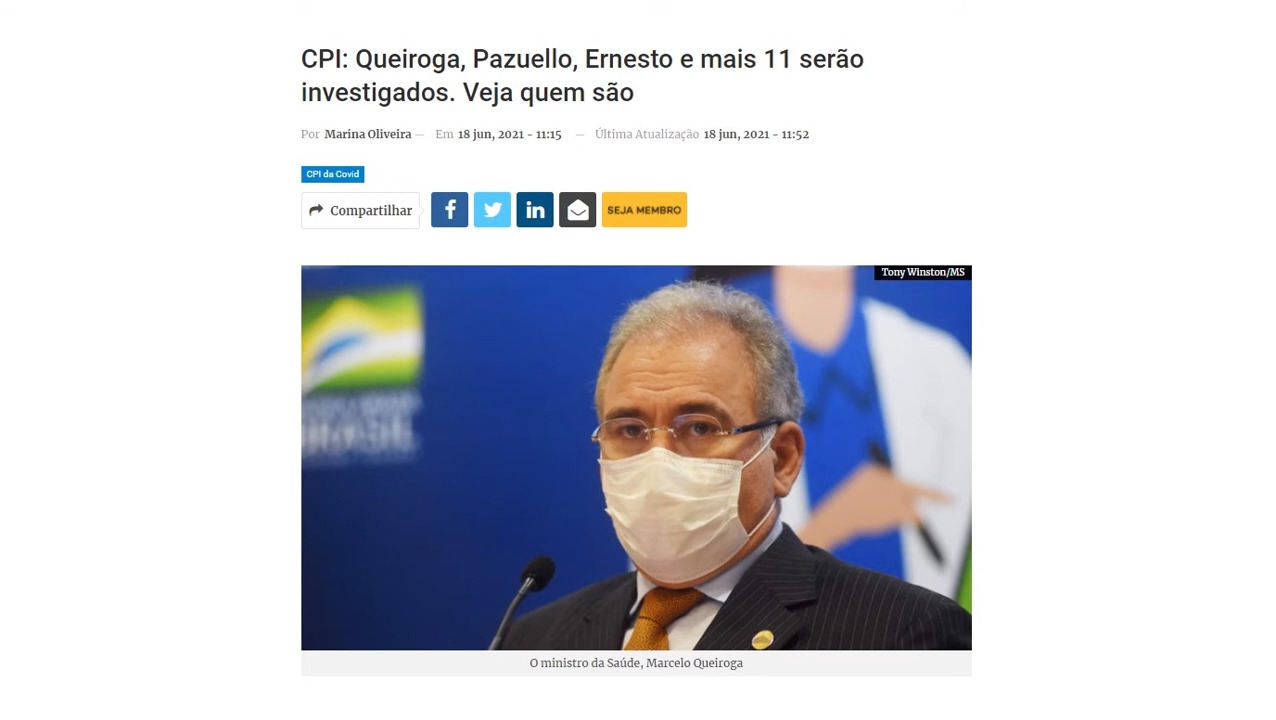 CPI: Queiroga, Pazuello, Ernesto e mais 11 serão
investigados. Veja quem são
Por Marina Oliveira — Em 18 jun, 2021 - 11:15 — Última Atualização 18 jun, 2021 - 11:52
CPI da Covid
Compartilhar
SEJA MEMBRO
Tony Winston/MS
BRASIL
O ministro da Saúde, Marcelo Queiroga